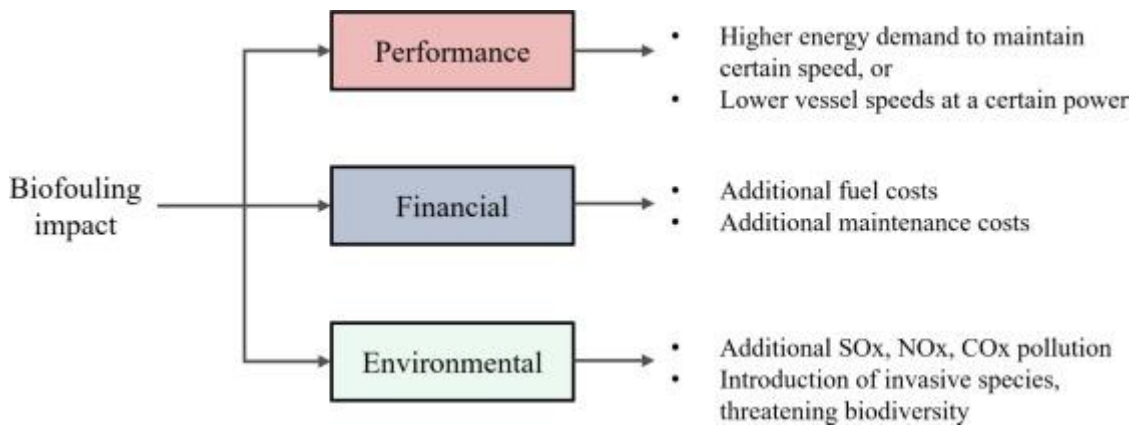 Biofouling
impact
Performance
• Higher energy demand to maintain
certain speed, or
• Lower vessel speeds at a certain power
Financial
• Additional fuel costs
• Additional maintenance costs
Environmental
• Additional SOx, NOx, COx pollution
• Introduction of invasive species,
threatening biodiversity